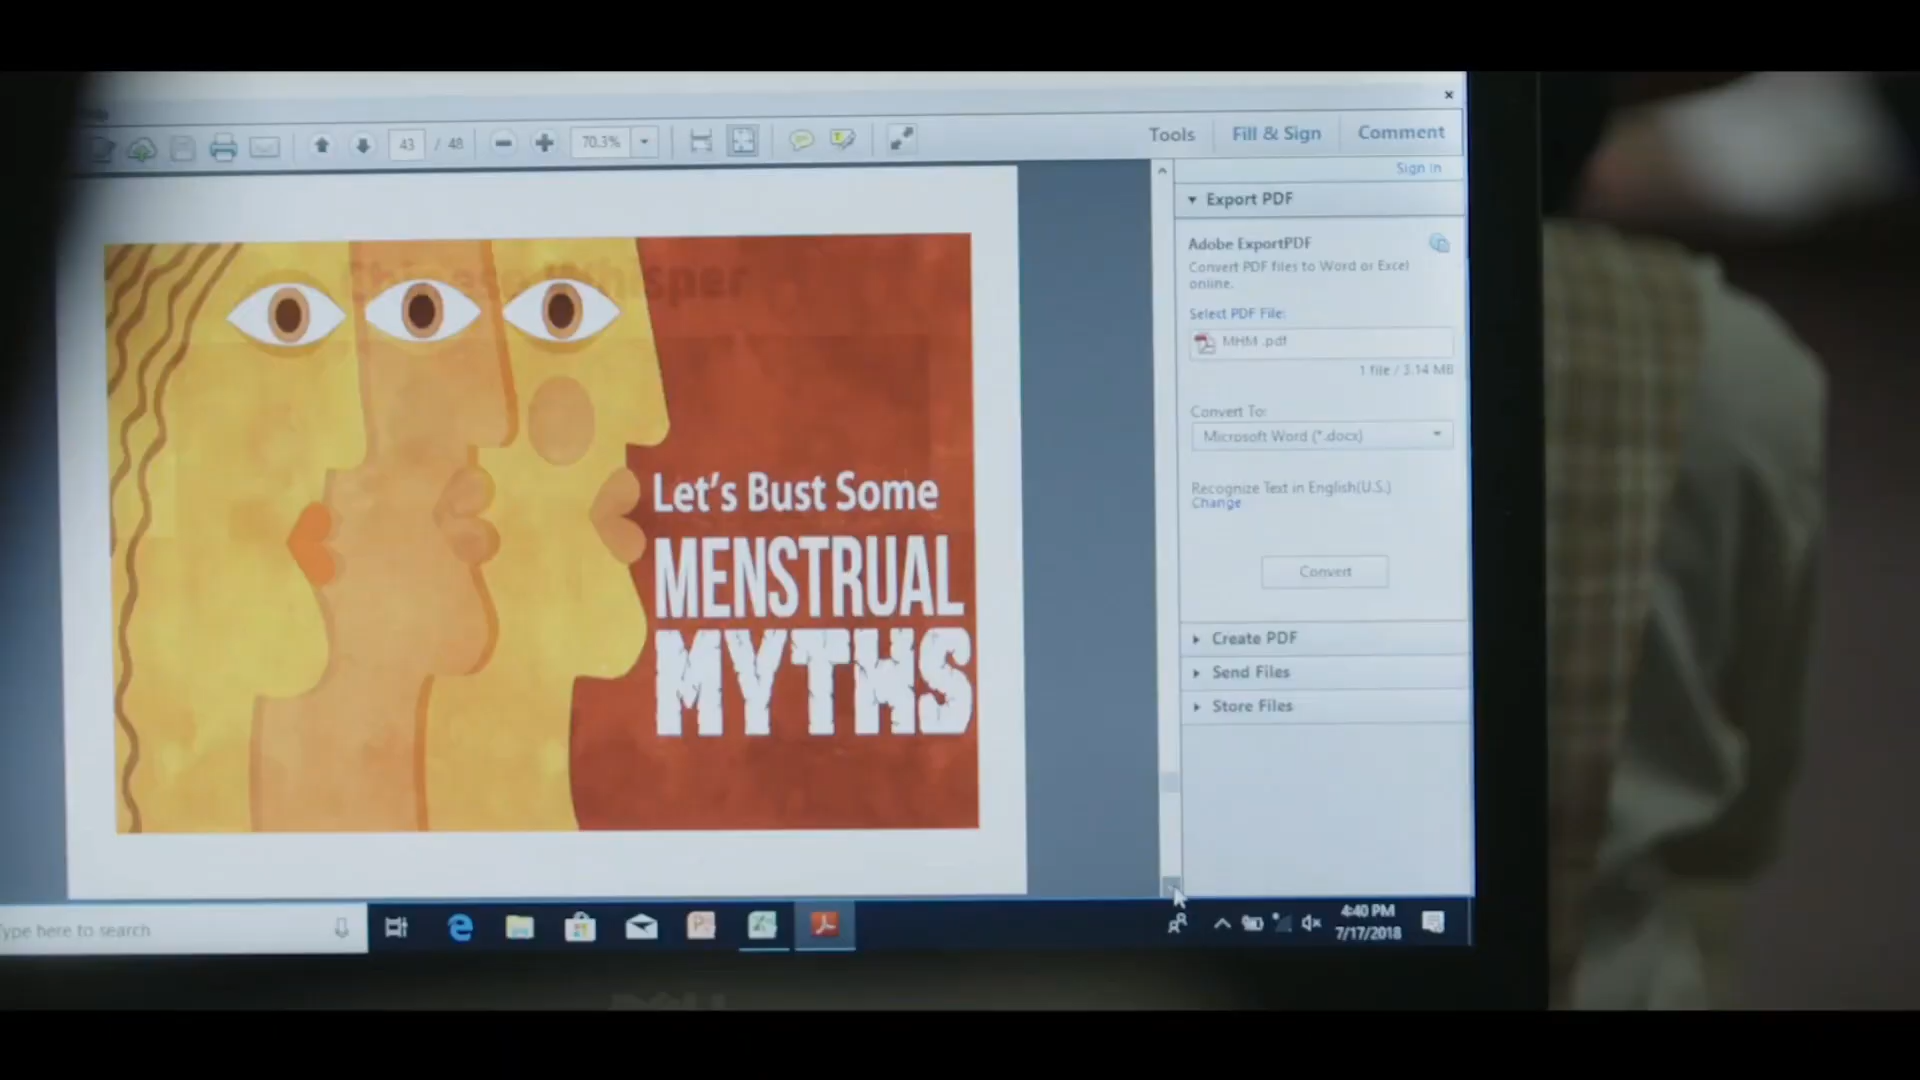 43 / 48
70.3%
Tools
Fill & Sign
Comment
Sign In
Export PDF
Adobe ExportPDF
Convert PDF files to Word or Excel
online.
Select PDF File:
MHM .pdf
1 file / 3.14 MB
Convert To:
Microsoft Word (*.docx)
Recognize Text in English(U.S.)
Change
Convert
Create PDF
Send Files
Store Files
Chinese Whisper
Let's Bust Some
MENSTRUAL
MYTHS
Type here to search
4:40 PM
7/17/2018
DELL